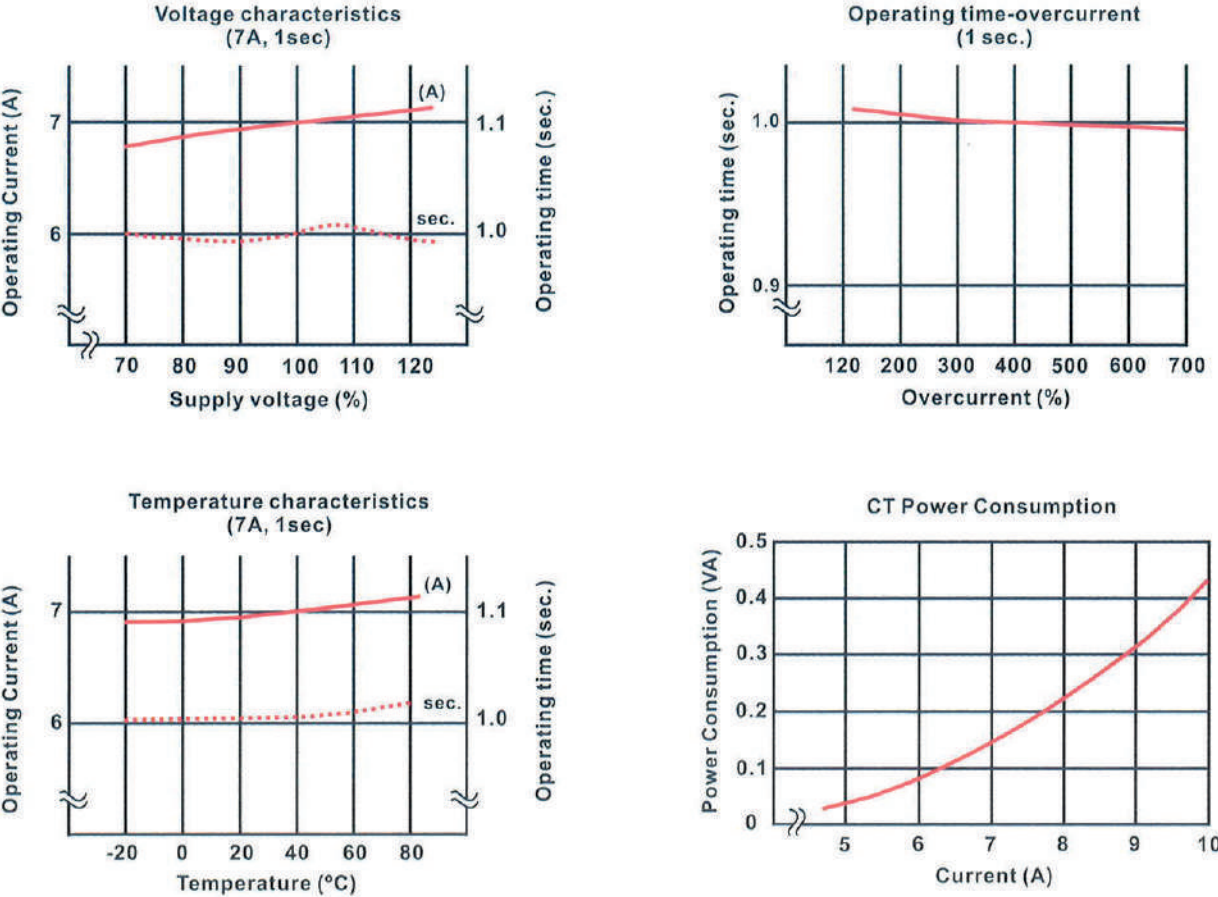 Voltage characteristics
(7A, 1sec)
Operating Current (A)
7
6
(A)
sec.
1.1
1.0
Operating time (sec.)
70 80 90 100 110 120
Supply voltage (%)
Operating time-overcurrent
(1 sec.)
Operating time (sec.)
1.0
0.9
120 200 300 400 500 600 700
Overcurrent (%)
Temperature characteristics
(7A, 1sec)
Operating Current (A)
7
6
(A)
sec.
1.1
1.0
Operating time (sec.)
-20 0 20 40 60 80
Temperature (ºC)
CT Power Consumption
Power Consumption (VA)
0.5
0.4
0.3
0.2
0.1
0
5 6 7 8 9 10
Current (A)